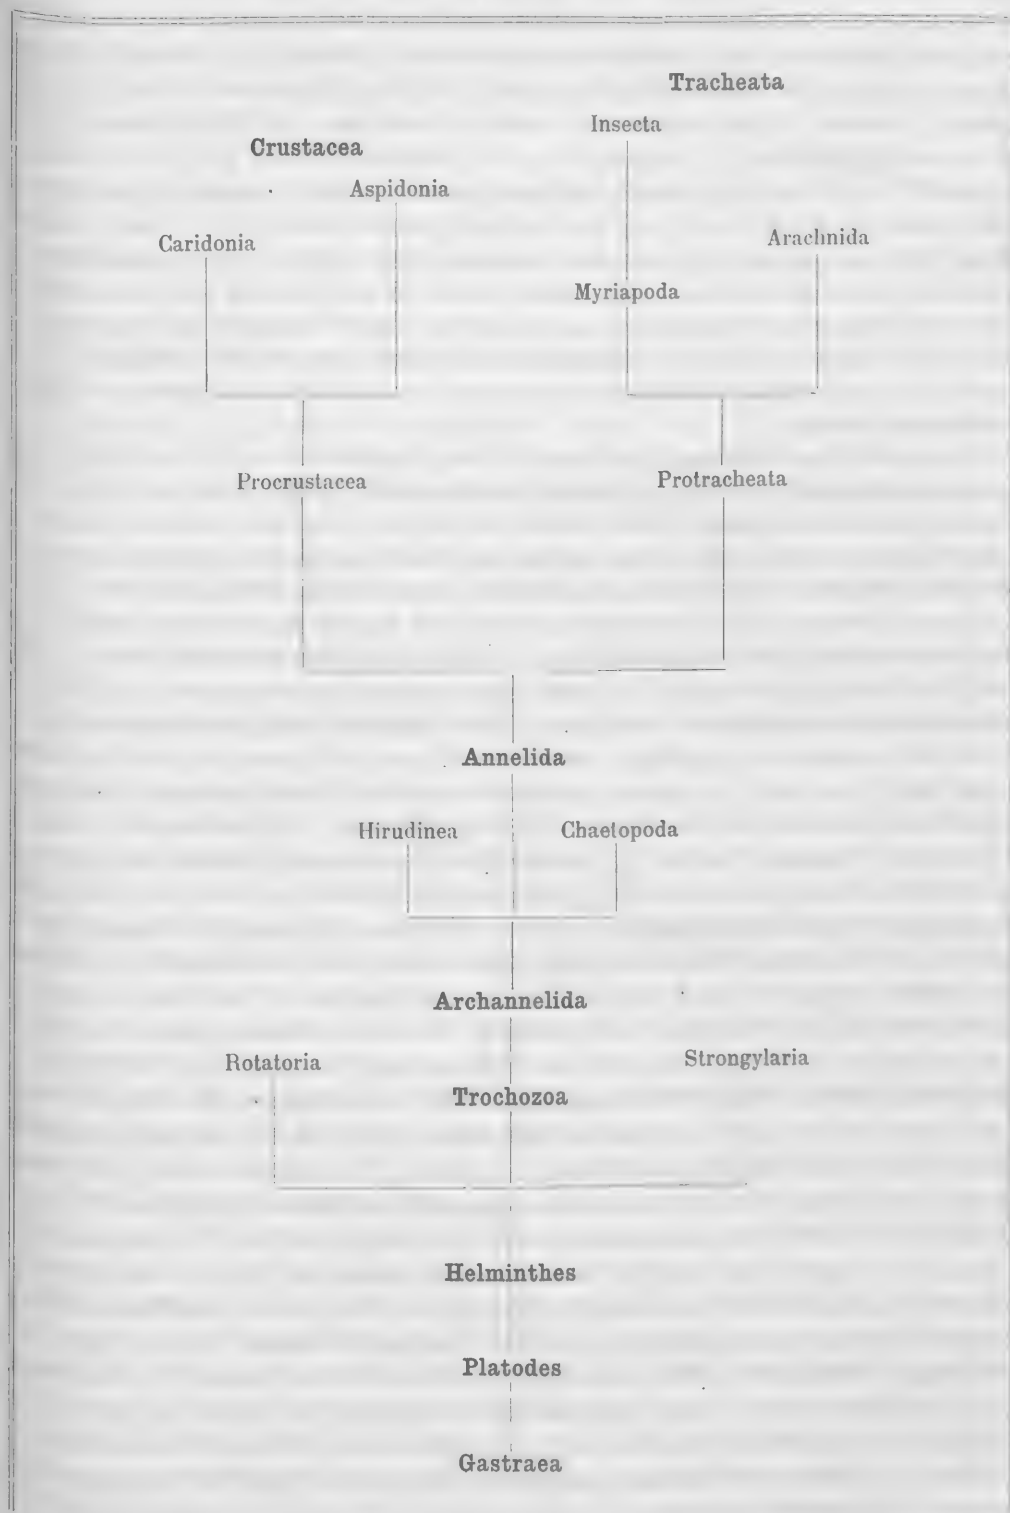 Tracheata
Insecta
Crustacea
Aspidonia
Arachnida
Caridonia
Myriapoda
Procrustacea
Protracheata
Annelida
Hirudinea
Chaetopoda
Archannelida
Rotatoria
Strongylaria
Trochozoa
Helminthes
Platodes
Gastraea